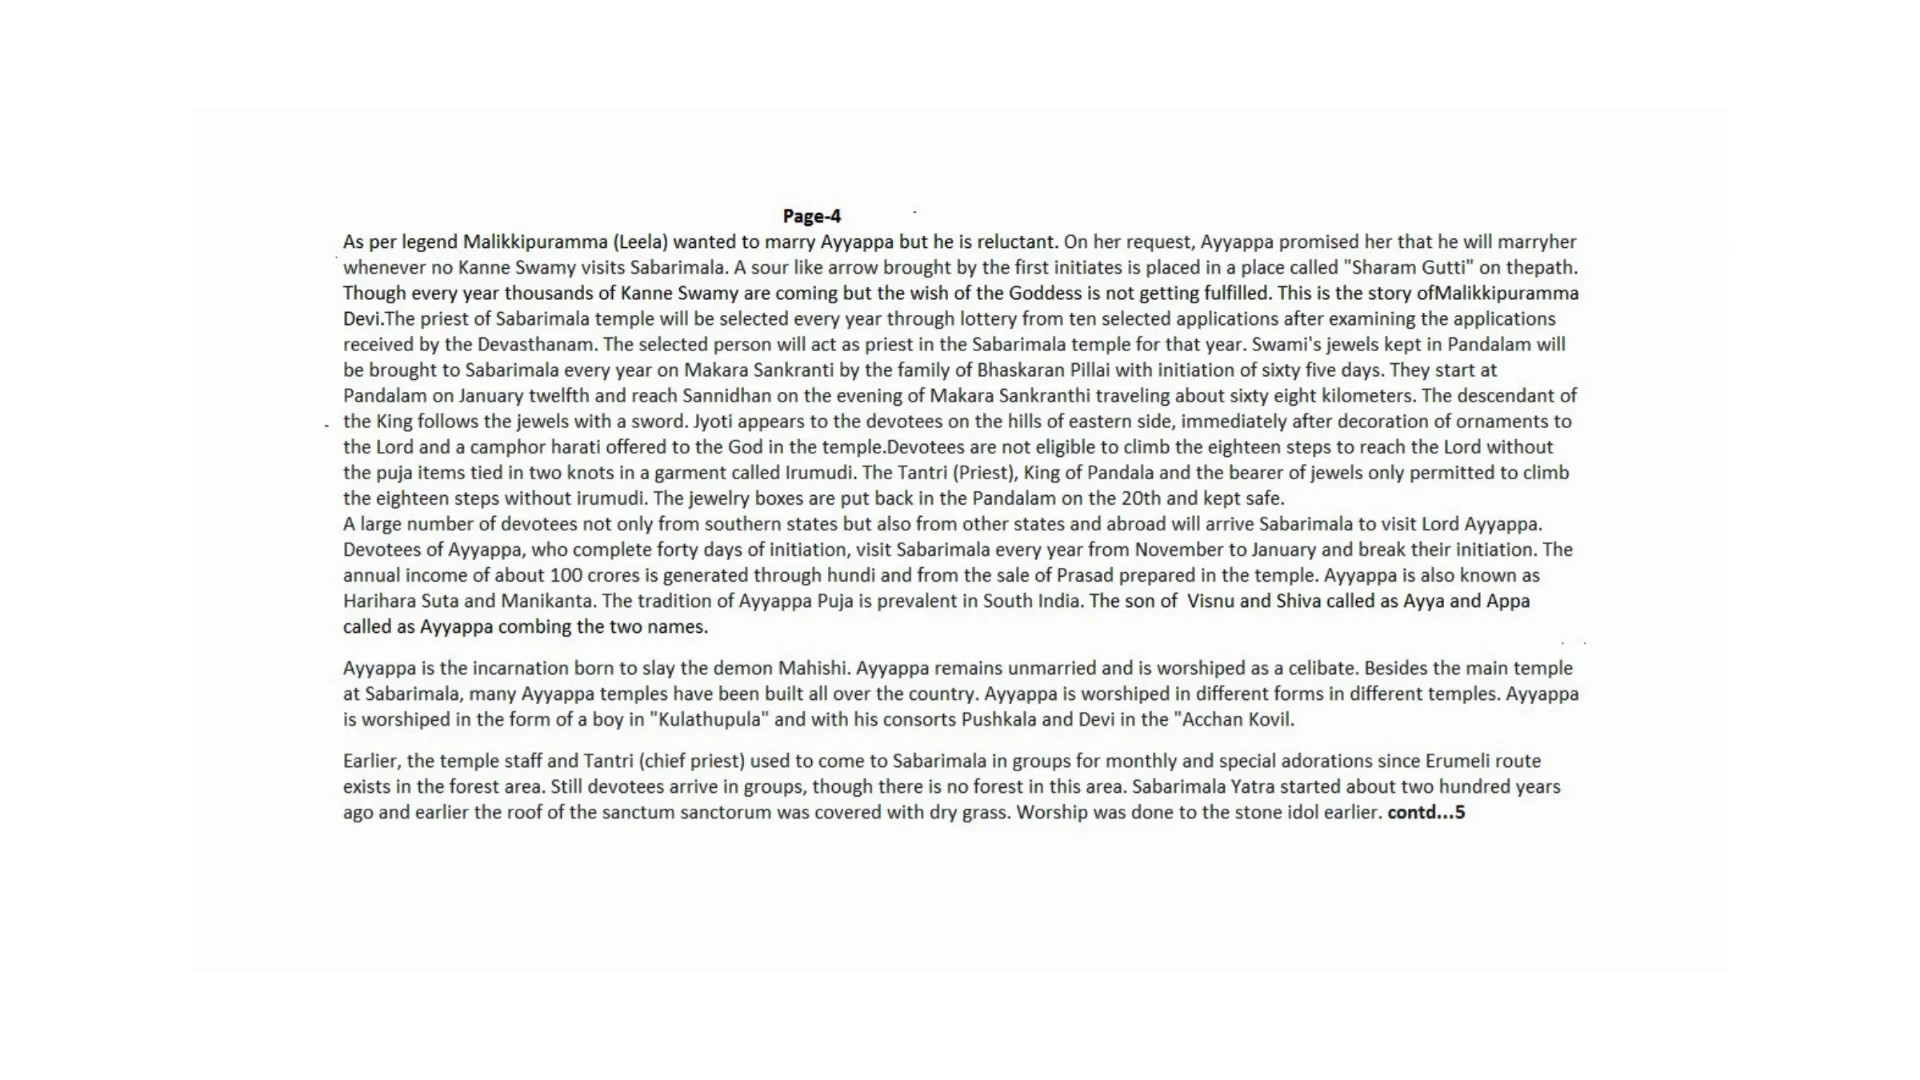 Page-4
As per legend Malikkipuramma (Leela) wanted to marry Ayyappa but he is reluctant. On her request, Ayyappa promised her that he will marryher
whenever no Kanne Swamy visits Sabarimala. A sour like arrow brought by the first initiates is placed in a place called "Sharam Gutti" on thepath.
Though every year thousands of Kanne Swamy are coming but the wish of the Goddess is not getting fulfilled. This is the story ofMalikkipuramma
Devi.The priest of Sabarimala temple will be selected every year through lottery from ten selected applications after examining the applications
received by the Devasthanam. The selected person will act as priest in the Sabarimala temple for that year. Swami's jewels kept in Pandalam will
be brought to Sabarimala every year on Makara Sankranti by the family of Bhaskaran Pillai with initiation of sixty five days. They start at
Pandalam on January twelfth and reach Sannidhan on the evening of Makara Sankranthi traveling about sixty eight kilometers. The descendant of
the King follows the jewels with a sword. Jyoti appears to the devotees on the hills of eastern side, immediately after decoration of ornaments to
the Lord and a camphor harati offered to the God in the temple.Devotees are not eligible to climb the eighteen steps to reach the Lord without
the puja items tied in two knots in a garment called Irumudi. The Tantri (Priest), King of Pandala and the bearer of jewels only permitted to climb
the eighteen steps without irumudi. The jewelry boxes are put back in the Pandalam on the 20th and kept safe.
A large number of devotees not only from southern states but also from other states and abroad will arrive Sabarimala to visit Lord Ayyappa.
Devotees of Ayyappa, who complete forty days of initiation, visit Sabarimala every year from November to January and break their initiation. The
annual income of about 100 crores is generated through hundi and from the sale of Prasad prepared in the temple. Ayyappa is also known as
Harihara Suta and Manikanta. The tradition of Ayyappa Puja is prevalent in South India. The son of  Visnu and Shiva called as Ayya and Appa
called as Ayyappa combing the two names.
Ayyappa is the incarnation born to slay the demon Mahishi. Ayyappa remains unmarried and is worshiped as a celibate. Besides the main temple
at Sabarimala, many Ayyappa temples have been built all over the country. Ayyappa is worshiped in different forms in different temples. Ayyappa
is worshiped in the form of a boy in "Kulathupula" and with his consorts Pushkala and Devi in the "Acchan Kovil.
Earlier, the temple staff and Tantri (chief priest) used to come to Sabarimala in groups for monthly and special adorations since Erumeli route
exists in the forest area. Still devotees arrive in groups, though there is no forest in this area. Sabarimala Yatra started about two hundred years
ago and earlier the roof of the sanctum sanctorum was covered with dry grass. Worship was done to the stone idol earlier. contd...5